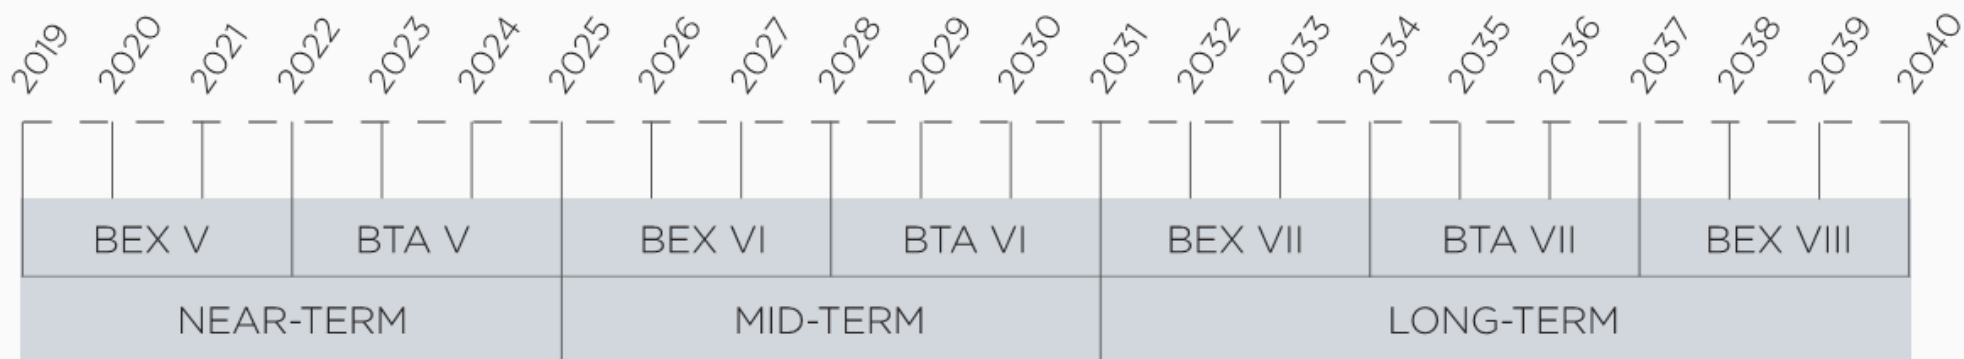 2019 2020 2021 2022 2023 2024 2025 2026 2027 2028 2029 2030 2031 2032 2033 2034 2035 2036 2037 2038 2039 2040
BEX V BTA V BEX VI BTA VI BEX VII BTA VII BEX VIII
NEAR-TERM MID-TERM LONG-TERM